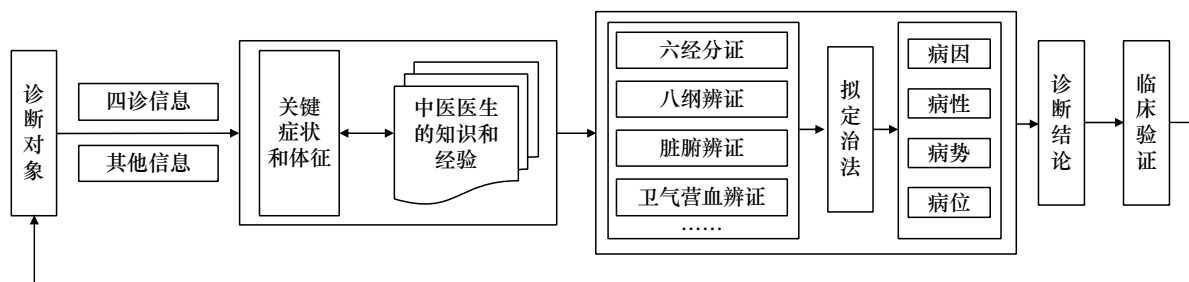 诊断对象
四诊信息
其他信息
关键
症状
和体征
中医医生
的知识和
经验
六经分证
八纲辨证
脏腑辨证
卫气营血辨证
……
拟定治法
病因
病性
病势
病位
诊断结论
临床验证